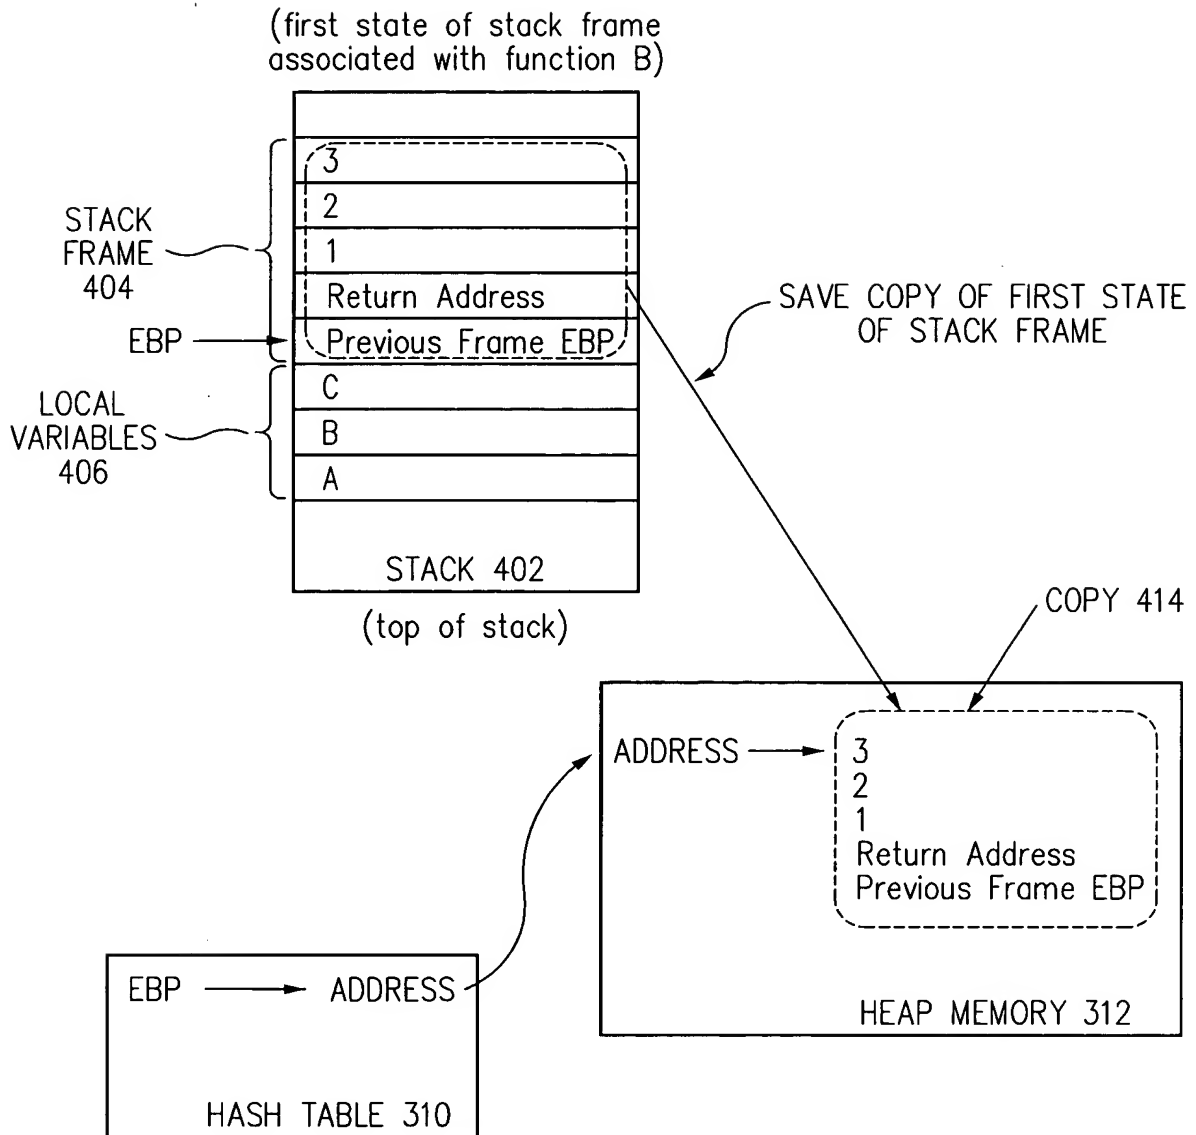 (first state of stack frame
associated with function B)
3
2
1
Return Address
Previous Frame EBP
C
B
A
STACK 402
(top of stack)
STACK
FRAME
404
EBP
LOCAL
VARIABLES
406
SAVE COPY OF FIRST STATE
OF STACK FRAME
COPY 414
ADDRESS
3
2
1
Return Address
Previous Frame EBP
HEAP MEMORY 312
EBP
ADDRESS
HASH TABLE 310